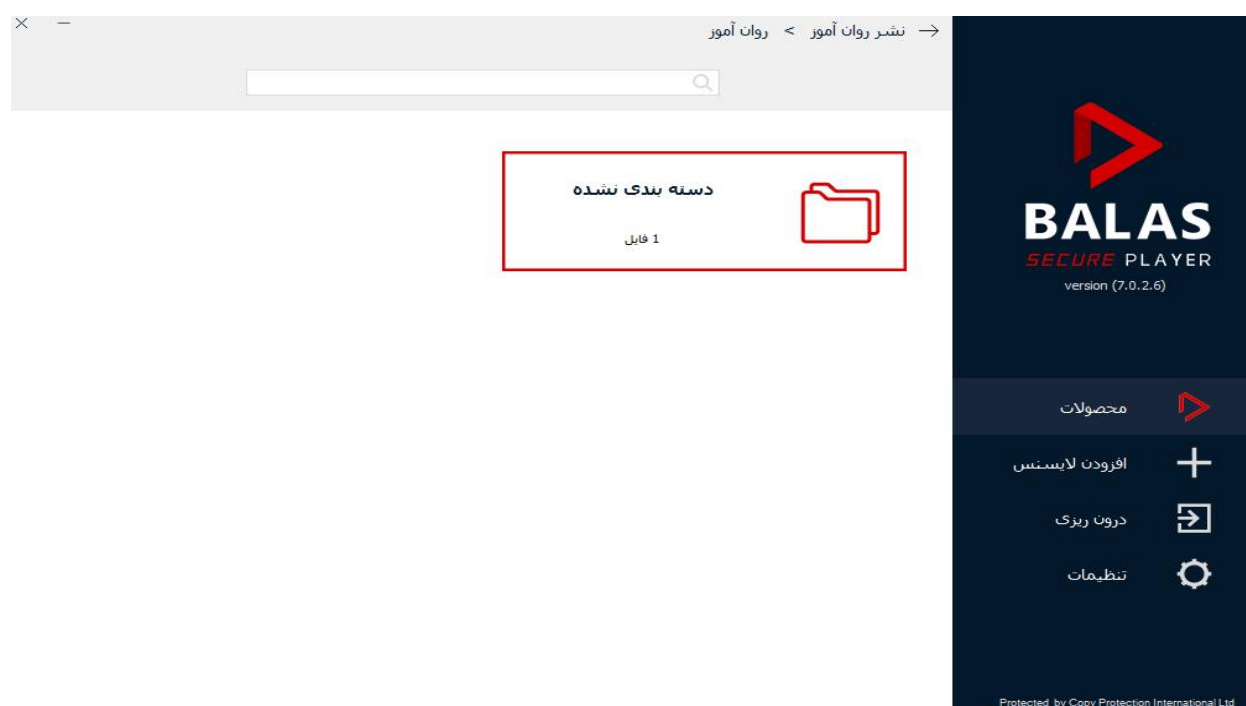 نشر روان آموز > روان آموز
دسته بندی نشده
1 فایل
BALAS
SECURE PLAYER
version (7.0.2.6)
محصولات
افزودن لایسنس
درون ریزی
تنظیمات
Protected by Copy Protection International Ltd